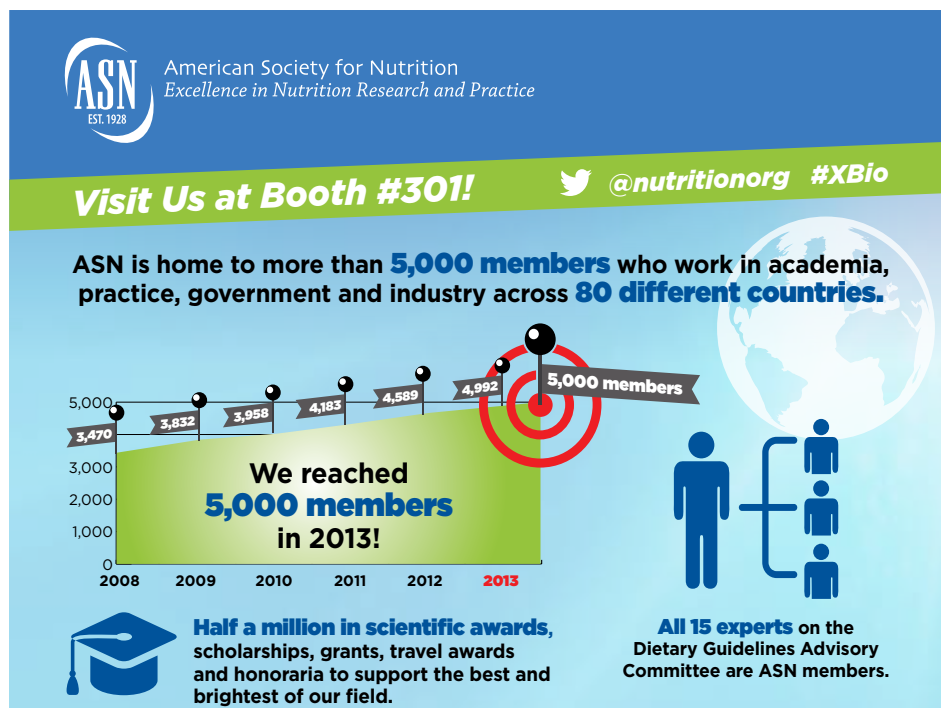 ASN
EST. 1928
American Society for Nutrition
Excellence in Nutrition Research and Practice
Visit Us at Booth #301!
@nutritionorg #XBio
ASN is home to more than 5,000 members who work in academia,
practice, government and industry across 80 different countries.
5,000 members
4,992
4,589
4,183
3,958
3,832
3,470
5,000
3,000
2,000
1,000
0
We reached
5,000 members
in 2013!
2008 2009 2010 2011 2012 2013
Half a million in scientific awards,
scholarships, grants, travel awards
and honoraria to support the best and
brightest of our field.
All 15 experts on the
Dietary Guidelines Advisory
Committee are ASN members.